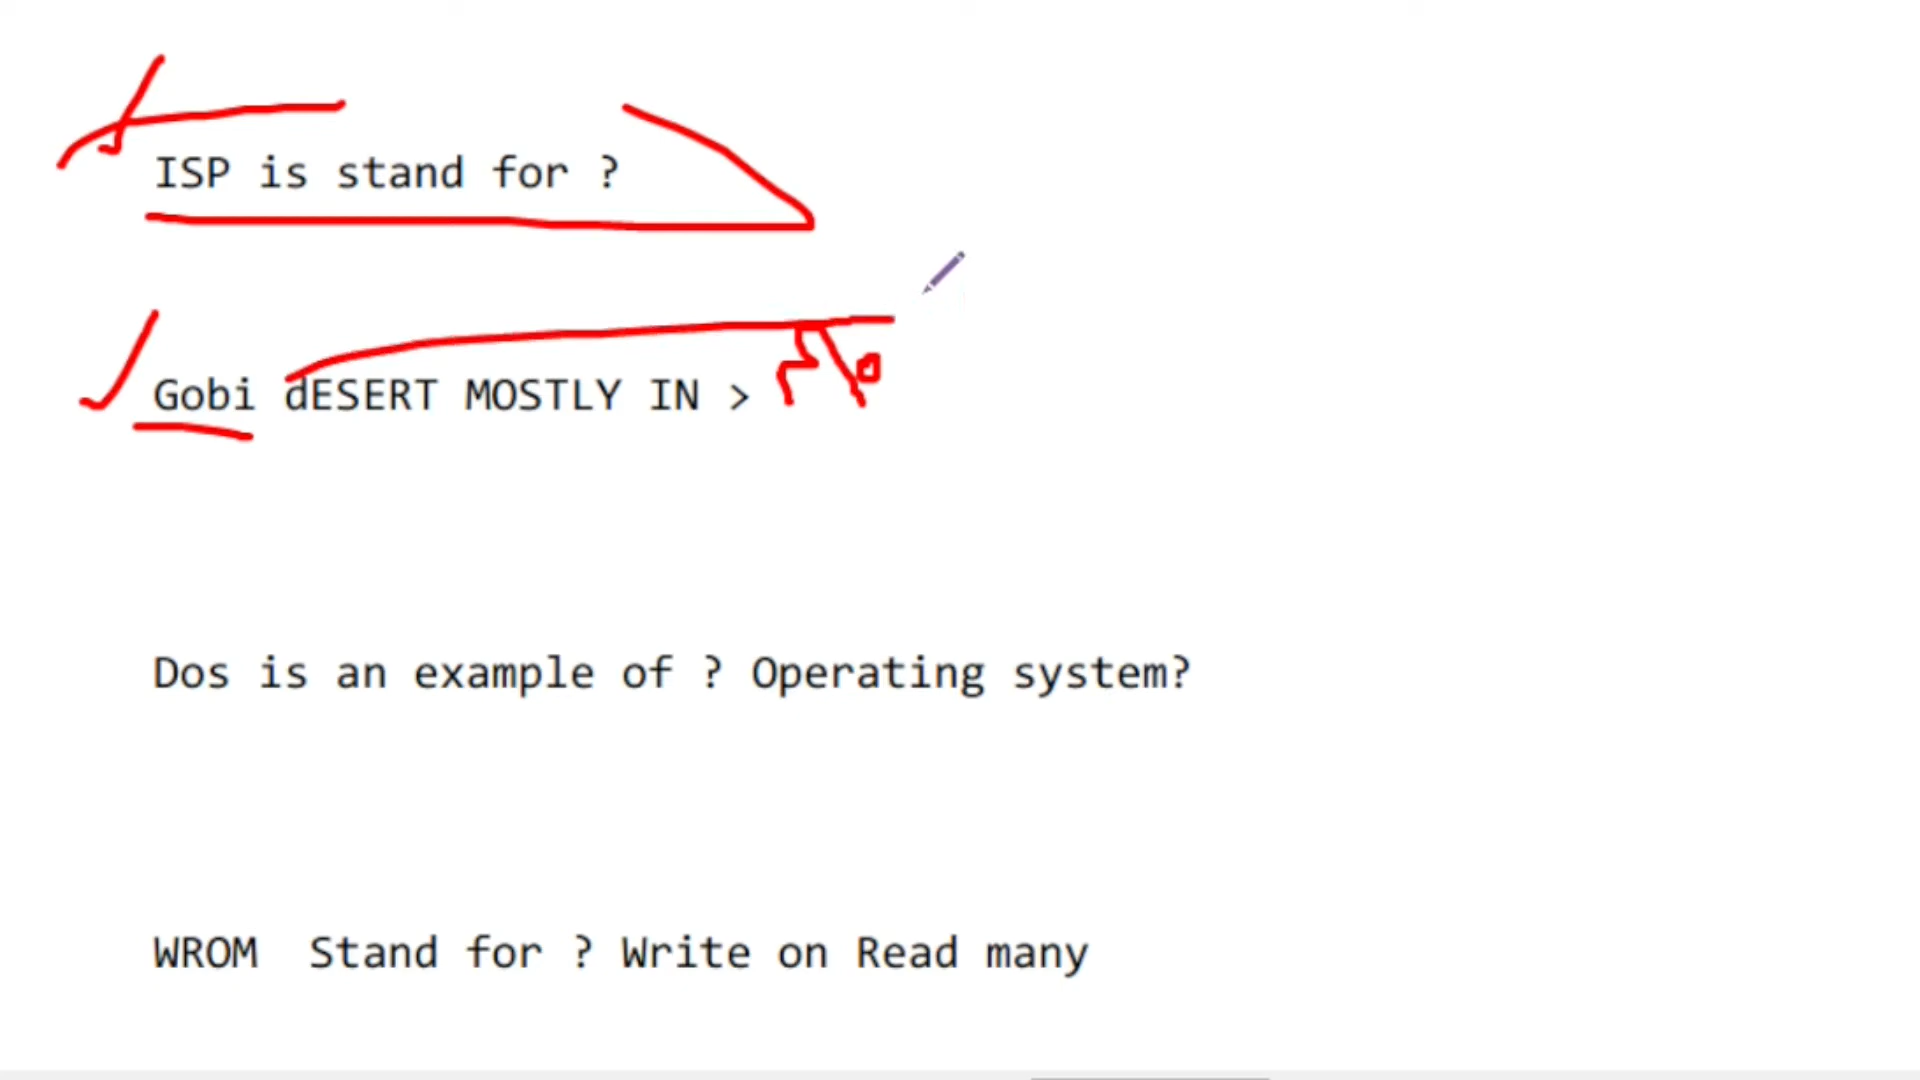 ISP is stand for ?
Gobi dESERT MOSTLY IN >
Dos is an example of ? Operating system?
WROM Stand for ? Write on Read many